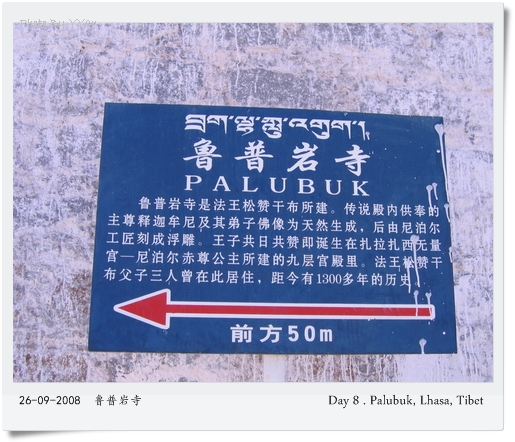 བྲག་ལྷ་ཀླུ་འགུག།
鲁普岩寺
PALUBUK
鲁普岩寺是法王松赞干布所建。传说殿内供奉的
主尊释迦牟尼及其弟子佛像为天然生成，后由尼泊尔
工匠刻成浮雕。王子共日共赞即诞生在扎拉扎西无量
宫—尼泊尔赤尊公主所建的九层宫殿里。法王松赞干
布父子三人曾在此居住，距今有1300多年的历史
前方50m
26-09-2008 鲁普岩寺
Day 8 . Palubuk, Lhasa, Tibet